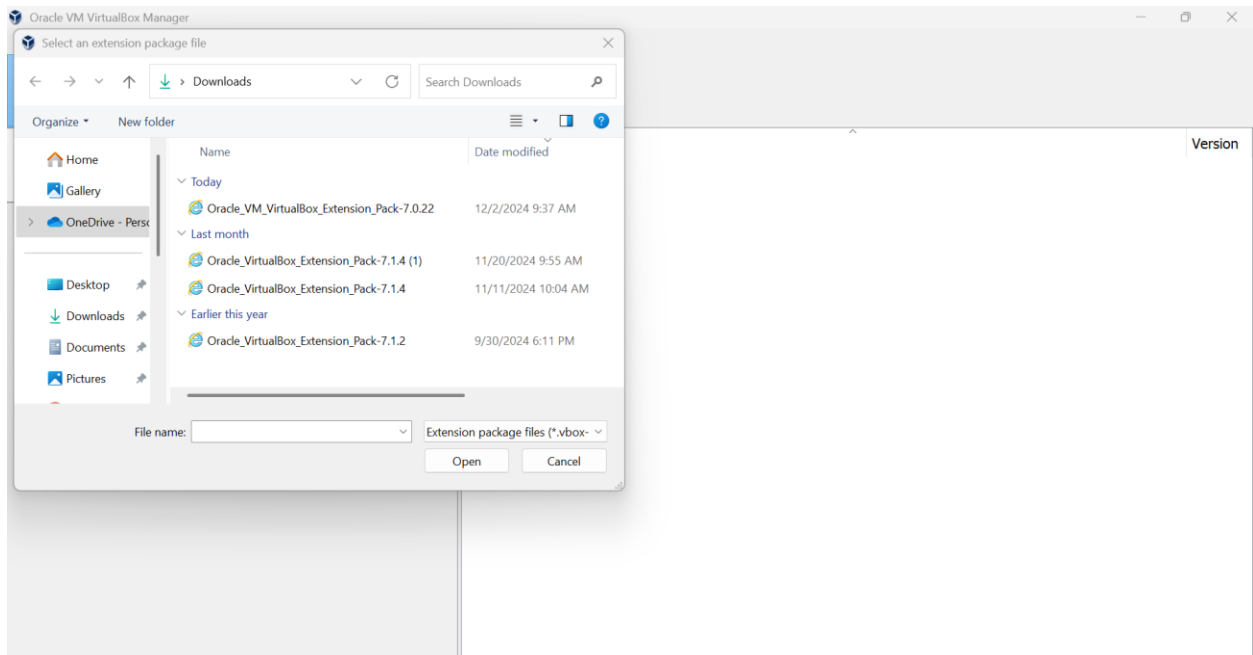 Oracle VM VirtualBox Manager
Select an extension package file
Downloads
Search Downloads
Organize
New folder
Name
Date modified
Version
Home
Gallery
OneDrive - Perso
Desktop
Downloads
Documents
Pictures
Today
Oracle_VM_VirtualBox_Extension_Pack-7.0.22 12/2/2024 9:37 AM
Last month
Oracle_VirtualBox_Extension_Pack-7.1.4 (1) 11/20/2024 9:55 AM
Oracle_VirtualBox_Extension_Pack-7.1.4 11/11/2024 10:04 AM
Earlier this year
Oracle_VirtualBox_Extension_Pack-7.1.2 9/30/2024 6:11 PM
File name:
Extension package files (*.vbox-
Open
Cancel